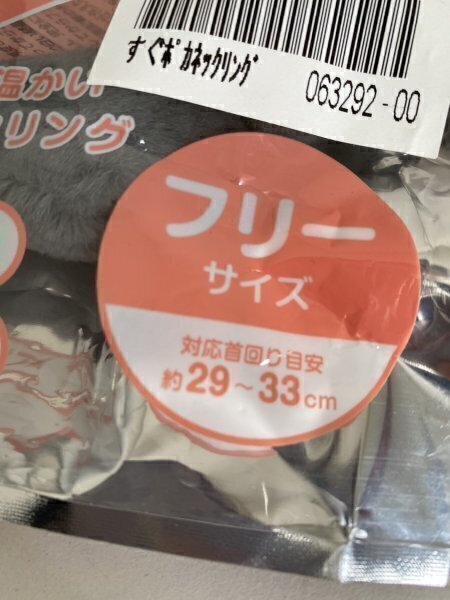 すぐポカネックリング
063292-00
温かい
リング
フリー
サイズ
対応首回り目安
約29～33cm